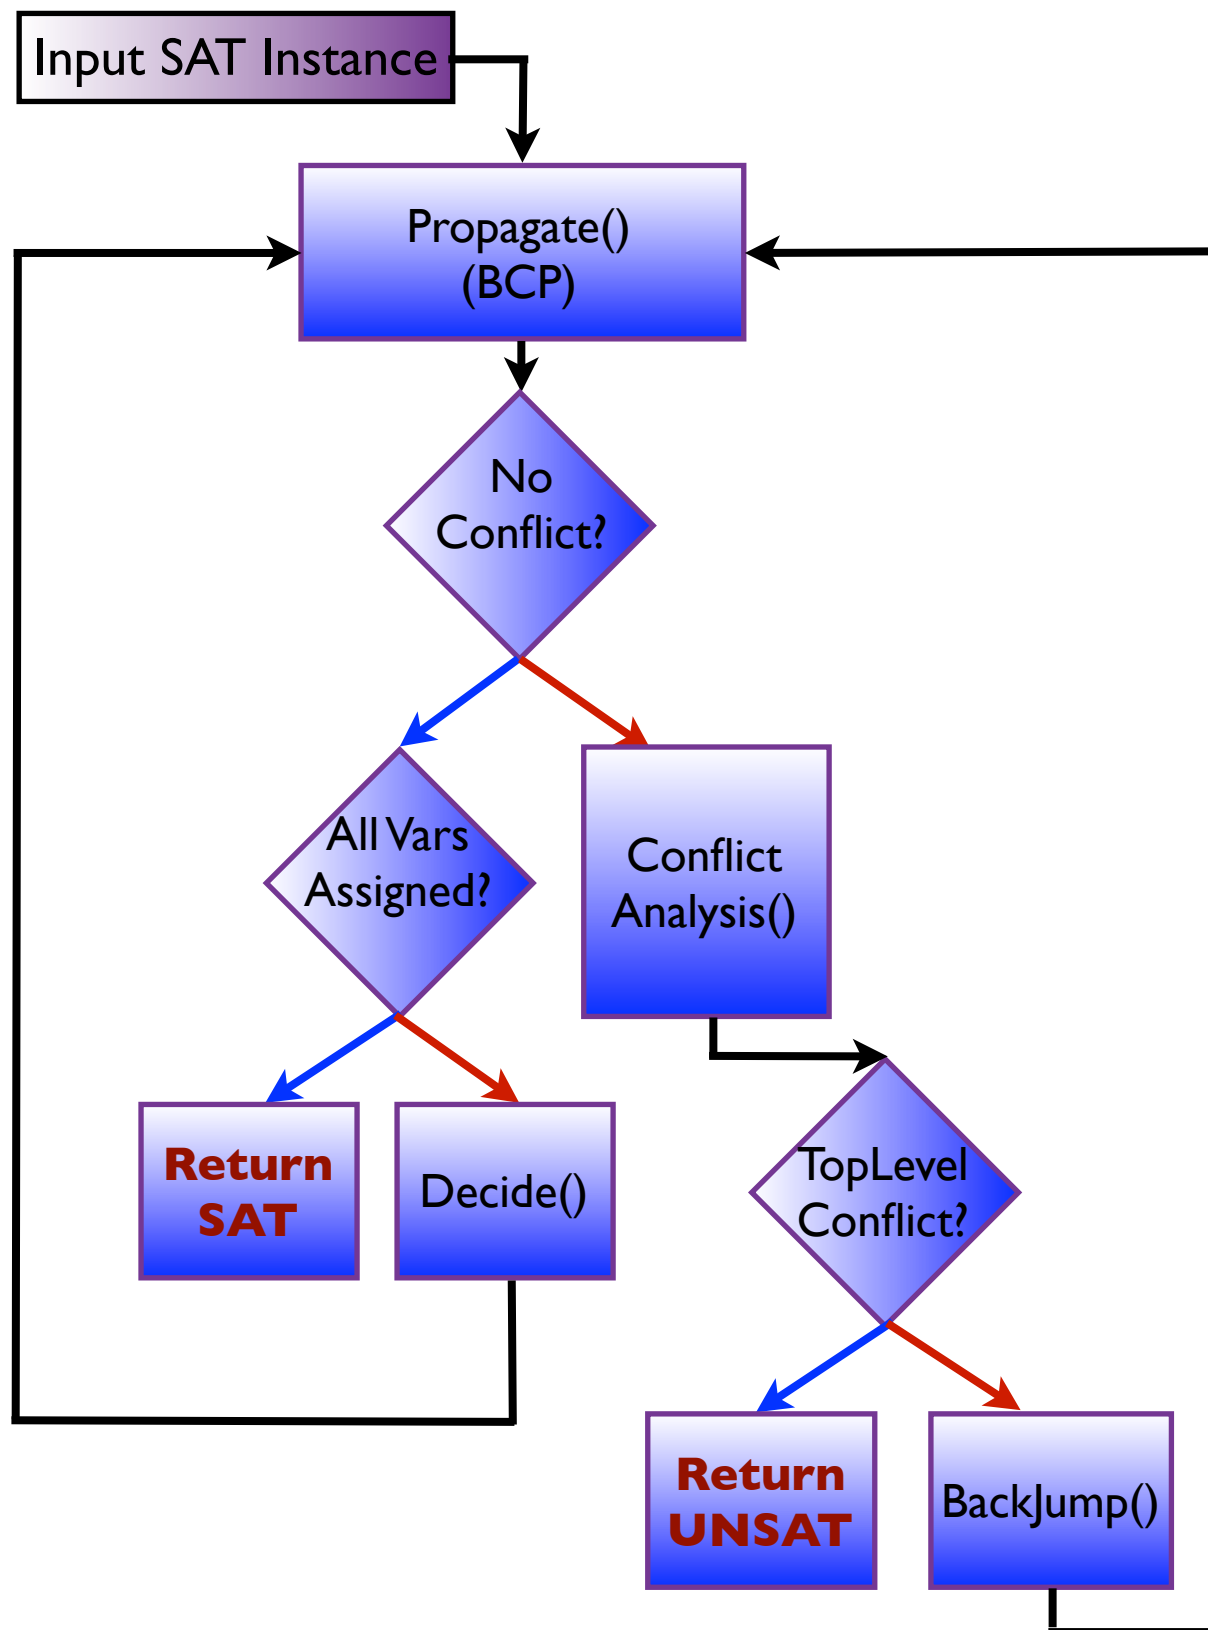 Input SAT Instance
Propagate()
(BCP)
No
Conflict?
All Vars
Assigned?
Conflict
Analysis()
Return
SAT
Decide()
TopLevel
Conflict?
Return
UNSAT
BackJump()